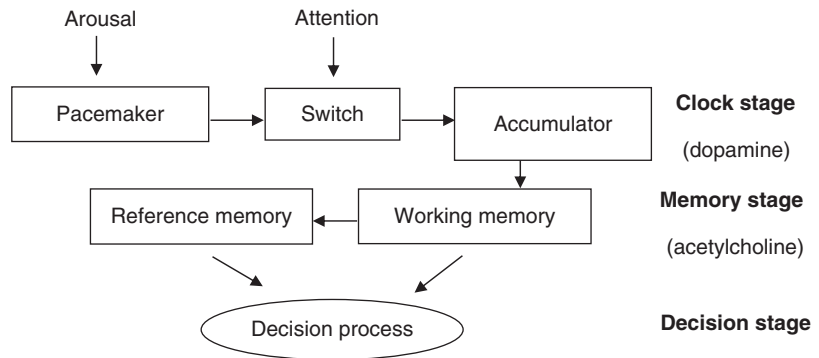 Arousal
Attention
Pacemaker
Switch
Accumulator
Clock stage
(dopamine)
Reference memory
Working memory
Memory stage
(acetylcholine)
Decision process
Decision stage